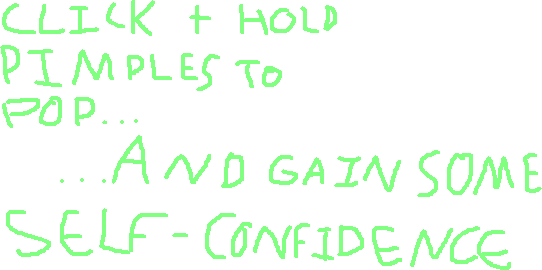 CLICK + HOLD
PIMPLES TO
POP...
...AND GAIN SOME
SELF-CONFIDENCE